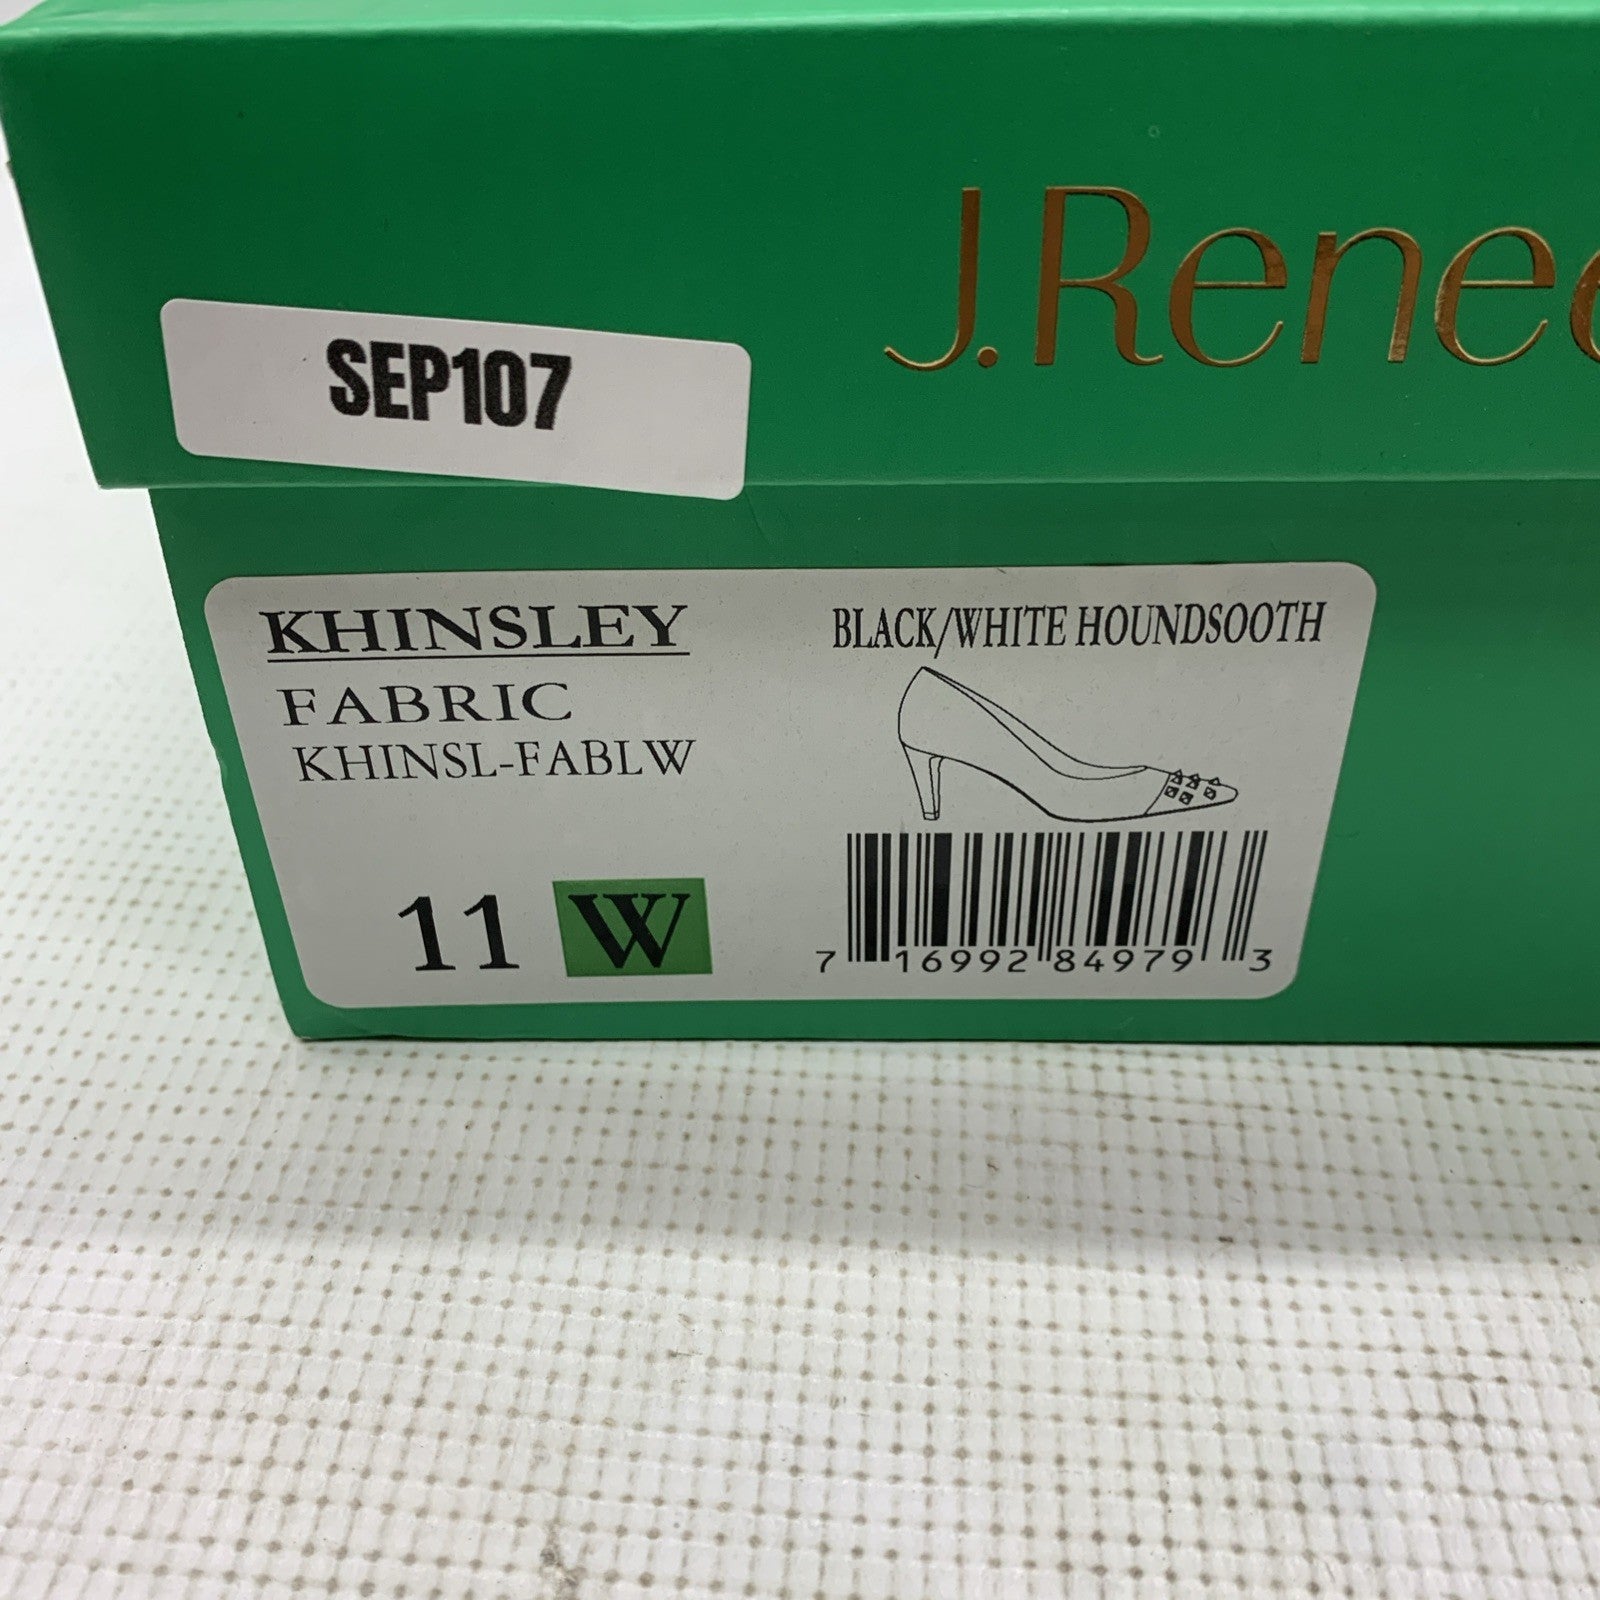 J.Renee
SEP107
KHINSLEY
BLACK/WHITE HOUNDSOOTH
FABRIC
KHINSL-FABLW
11 W
7 16992 84979 3